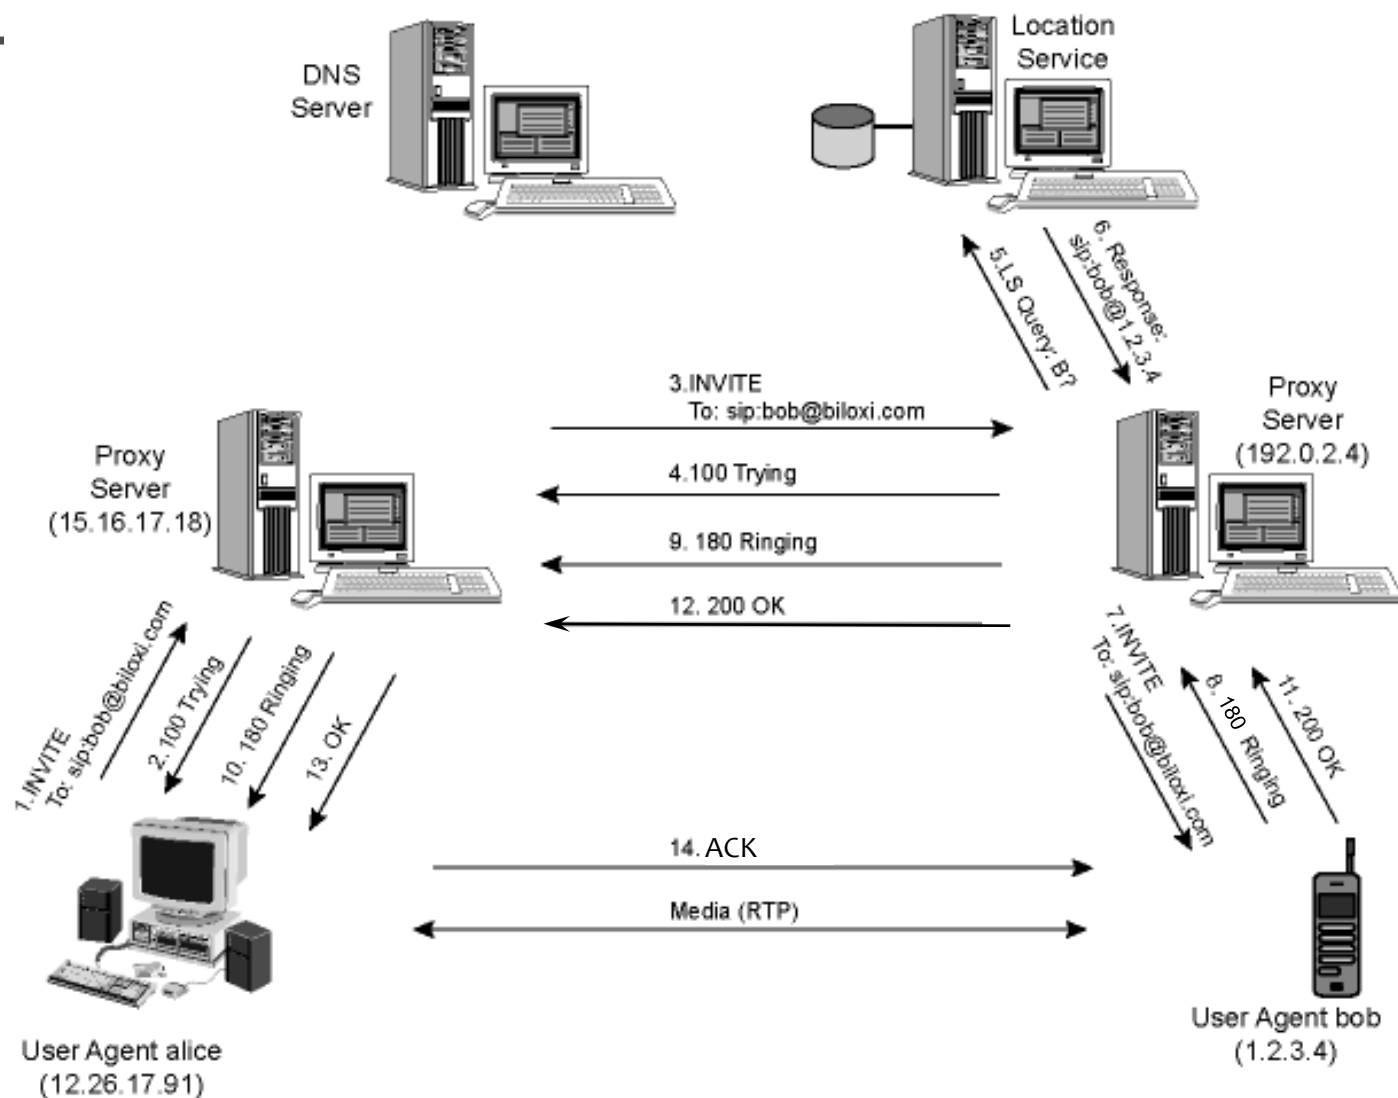 DNS
Server
Location
Service
5.LS Query: B?
6. Response:
sip:bob@1.2.3.4
3.INVITE
To: sip:bob@biloxi.com
4.100 Trying
9. 180 Ringing
12. 200 OK
Proxy
Server
(15.16.17.18)
Proxy
Server
(192.0.2.4)
1.INVITE
To: sip:bob@biloxi.com
2. 100 Trying
10. 180 Ringing
13. OK
7.INVITE
To: sip:bob@biloxi.com
8. 180 Ringing
11. 200 OK
14. ACK
Media (RTP)
User Agent alice
(12.26.17.91)
User Agent bob
(1.2.3.4)